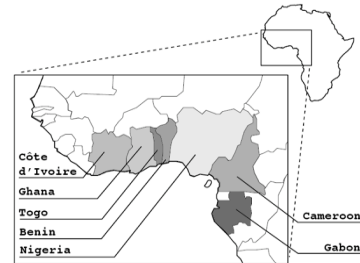 Côte
d'Ivoire
Ghana
Togo
Benin
Nigeria
Cameroon
Gabon